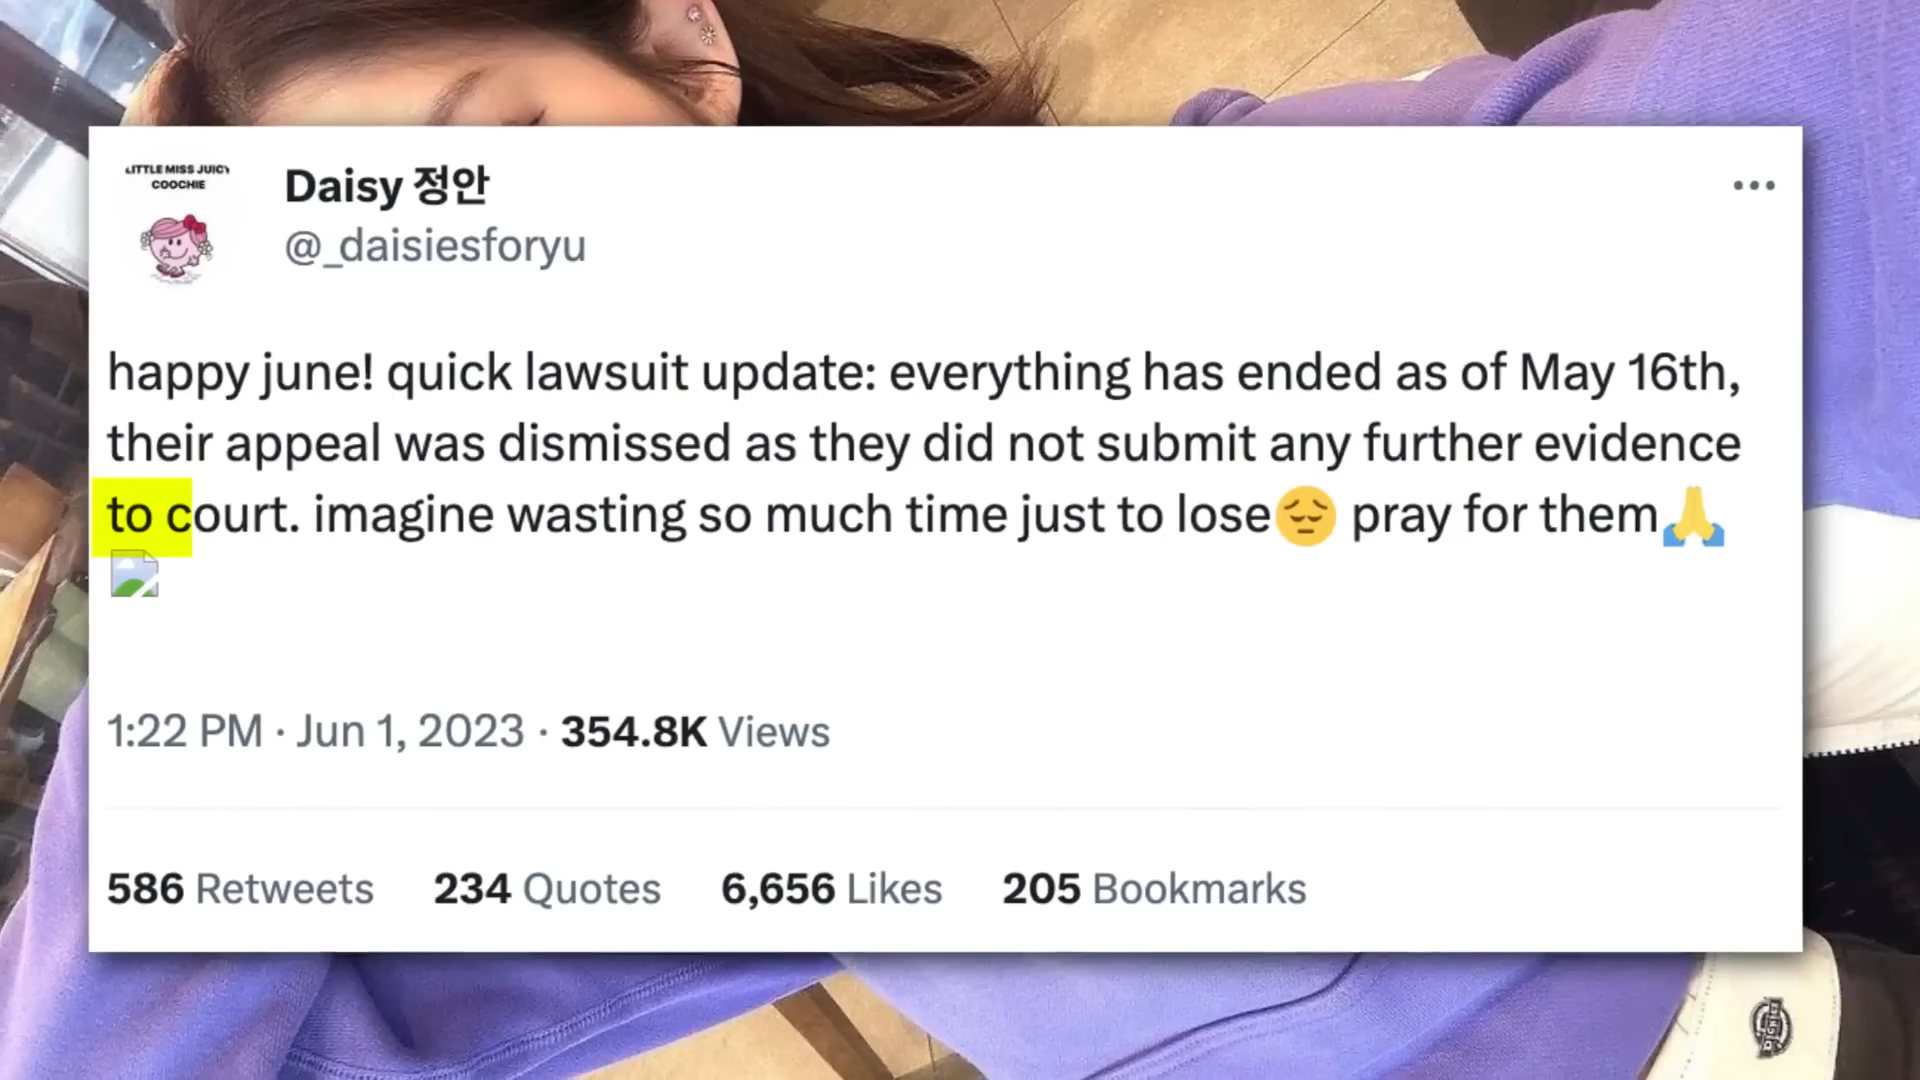 LITTLE MISS JUICY
COOCHIE
Daisy 정안
@_daisiesforyu
happy june! quick lawsuit update: everything has ended as of May 16th,
their appeal was dismissed as they did not submit any further evidence
to court. imagine wasting so much time just to lose😔 pray for them🙏
1:22 PM · Jun 1, 2023 · 354.8K Views
586 Retweets 234 Quotes 6,656 Likes 205 Bookmarks
DICKIES